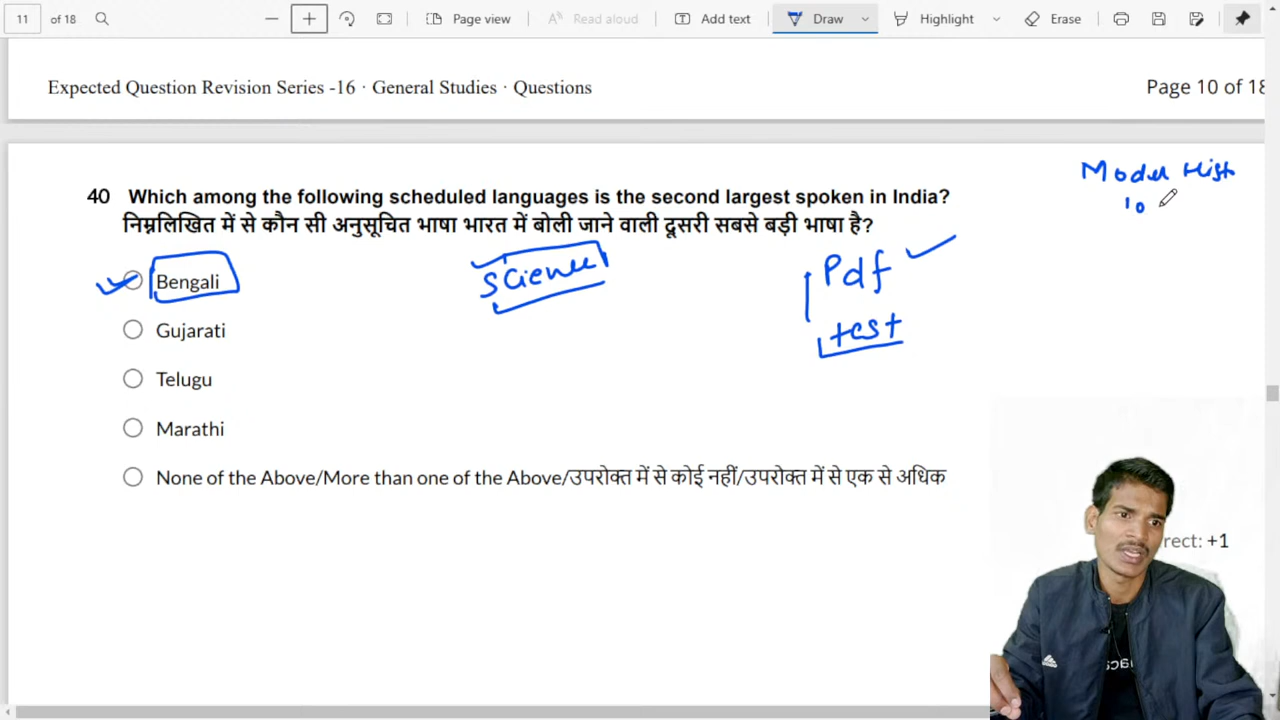 11 of 18 Page view Read aloud Add text Draw Highlight Erase
Expected Question Revision Series -16 · General Studies · Questions Page 10 of 18
Model Hist
10
40 Which among the following scheduled languages is the second largest spoken in India?
निम्नलिखित में से कौन सी अनुसूचित भाषा भारत में बोली जाने वाली दूसरी सबसे बड़ी भाषा है?
Bengali
Science
Pdf
Gujarati
test
Telugu
Marathi
None of the Above/More than one of the Above/उपरोक्त में से कोई नहीं/उपरोक्त में से एक से अधिक
rect: +1